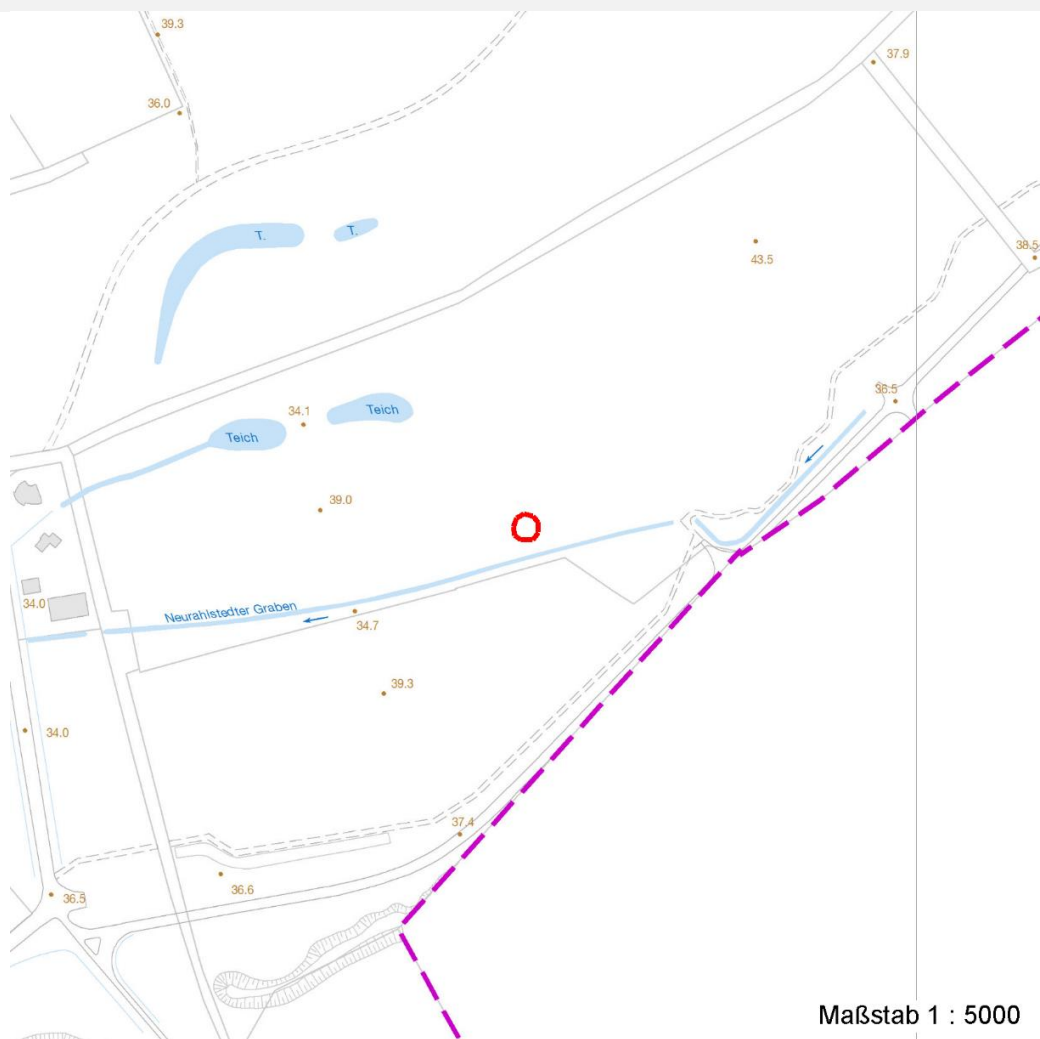 39.3
37.9
36.0
T.
T.
38.5
43.5
36.5
34.1
Teich
Teich
39.0
34.0
Neurahlstedter Graben
34.7
39.3
34.0
37.4
36.6
36.5
Maßstab 1 : 5000